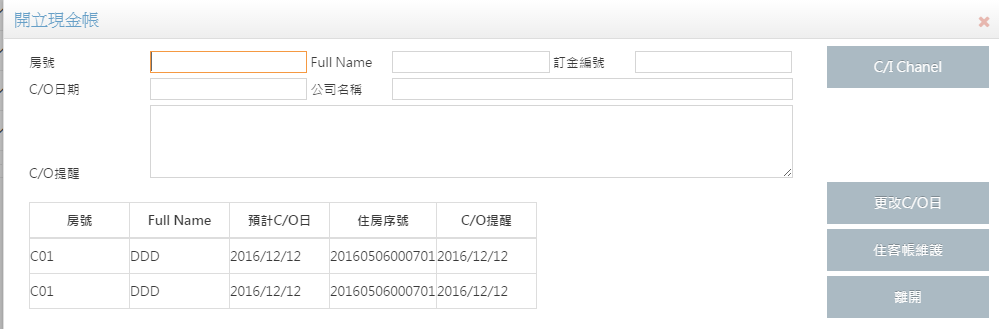 開立現金帳
房號 Full Name 訂金編號
C/I Chanel
C/O日期 公司名稱
C/O提醒
更改C/O日
住客帳維護
離開
房號 Full Name 預計C/O日 住房序號 C/O提醒
C01 DDD 2016/12/12 20160506000701 2016/12/12
C01 DDD 2016/12/12 20160506000701 2016/12/12